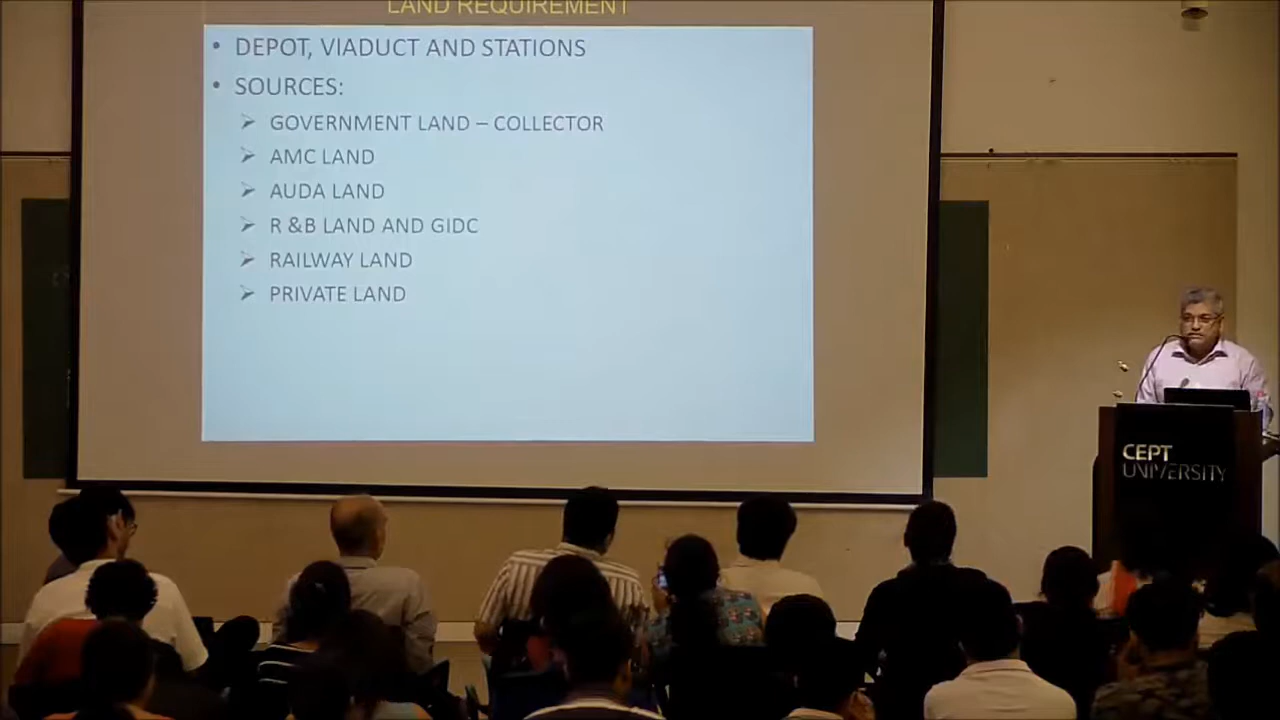 LAND REQUIREMENT
• DEPOT, VIADUCT AND STATIONS
• SOURCES:
➢ GOVERNMENT LAND – COLLECTOR
➢ AMC LAND
➢ AUDA LAND
➢ R &B LAND AND GIDC
➢ RAILWAY LAND
➢ PRIVATE LAND
CEPT
UNIVERSITY